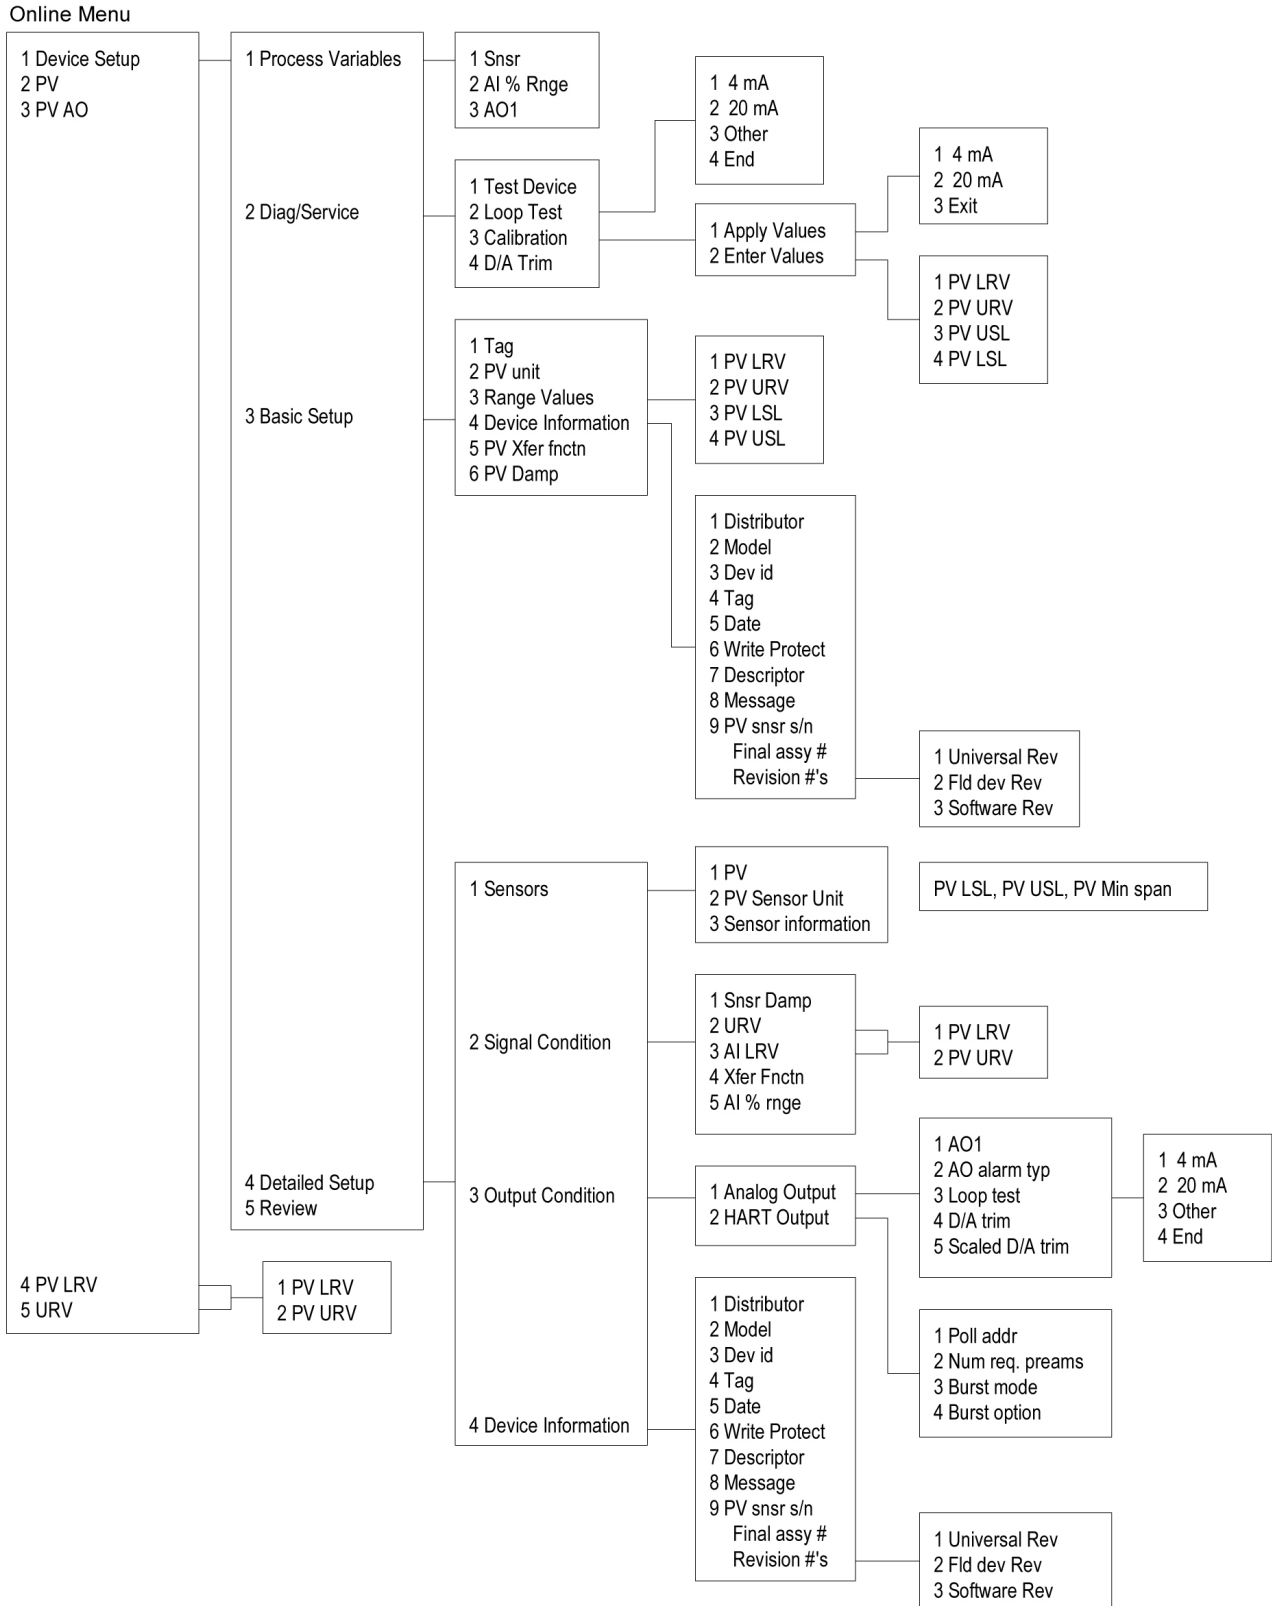 Online Menu
1 Device Setup
2 PV
3 PV AO
4 PV LRV
5 URV
1 PV LRV
2 PV URV
1 Process Variables
2 Diag/Service
3 Basic Setup
4 Detailed Setup
5 Review
1 Snsr
2 AI % Rnge
3 AO1
1 Test Device
2 Loop Test
3 Calibration
4 D/A Trim
1 4 mA
2 20 mA
3 Other
4 End
1 Apply Values
2 Enter Values
1 4 mA
2 20 mA
3 Exit
1 PV LRV
2 PV URV
3 PV USL
4 PV LSL
1 Tag
2 PV unit
3 Range Values
4 Device Information
5 PV Xfer fnctn
6 PV Damp
1 PV LRV
2 PV URV
3 PV LSL
4 PV USL
1 Distributor
2 Model
3 Dev id
4 Tag
5 Date
6 Write Protect
7 Descriptor
8 Message
9 PV snsr s/n
Final assy #
Revision #'s
1 Universal Rev
2 Fld dev Rev
3 Software Rev
1 Sensors
2 Signal Condition
3 Output Condition
4 Device Information
1 PV
2 PV Sensor Unit
3 Sensor information
PV LSL, PV USL, PV Min span
1 Snsr Damp
2 URV
3 AI LRV
4 Xfer Fnctn
5 AI % rnge
1 PV LRV
2 PV URV
1 Analog Output
2 HART Output
1 AO1
2 AO alarm typ
3 Loop test
4 D/A trim
5 Scaled D/A trim
1 4 mA
2 20 mA
3 Other
4 End
1 Poll addr
2 Num req. preams
3 Burst mode
4 Burst option
1 Distributor
2 Model
3 Dev id
4 Tag
5 Date
6 Write Protect
7 Descriptor
8 Message
9 PV snsr s/n
Final assy #
Revision #'s
1 Universal Rev
2 Fld dev Rev
3 Software Rev